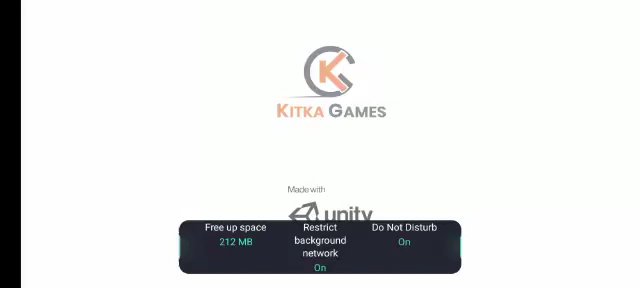 KITKA GAMES
Made with
unity
Free up space
212 MB
Restrict
background
network
On
Do Not Disturb
On